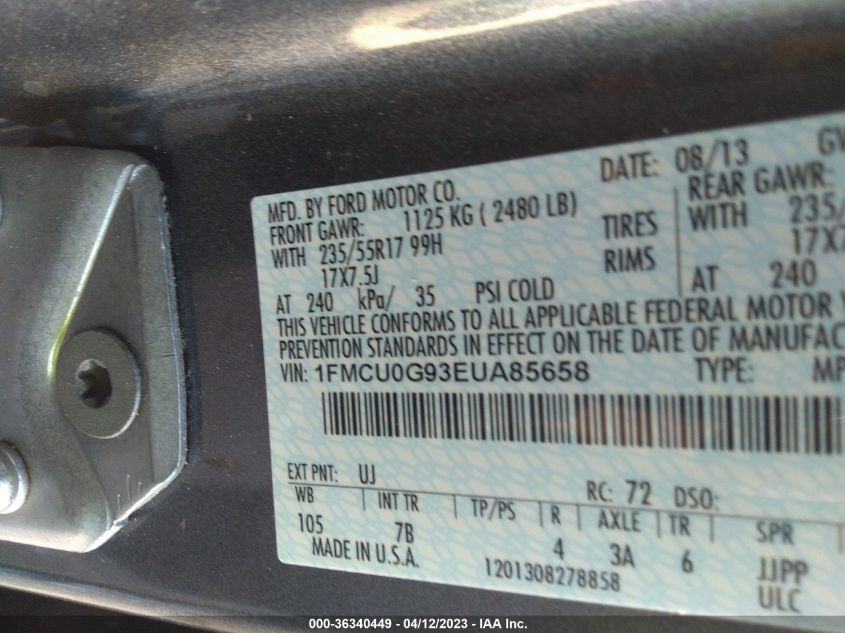 MFD. BY FORD MOTOR CO. DATE: 08/13
FRONT GAWR: 1125 KG ( 2480 LB) REAR GAWR:
WITH 235/55R17 99H TIRES WITH 235/
17X7.5J RIMS 17X7
AT 240 kPa/ 35 PSI COLD AT 240
THIS VEHICLE CONFORMS TO ALL APPLICABLE FEDERAL MOTOR
PREVENTION STANDARDS IN EFFECT ON THE DATE OF MANUFAC
VIN: 1FMCU0G93EUA85658 TYPE: MP
EXT PNT: UJ RC: 72 DSO:
WB INT TR TP/PS R AXLE TR SPR
105 7B 4 3A 6 JJPP
MADE IN U.S.A. 1201308278858 ULC
000-36340449 - 04/12/2023 - IAA Inc.